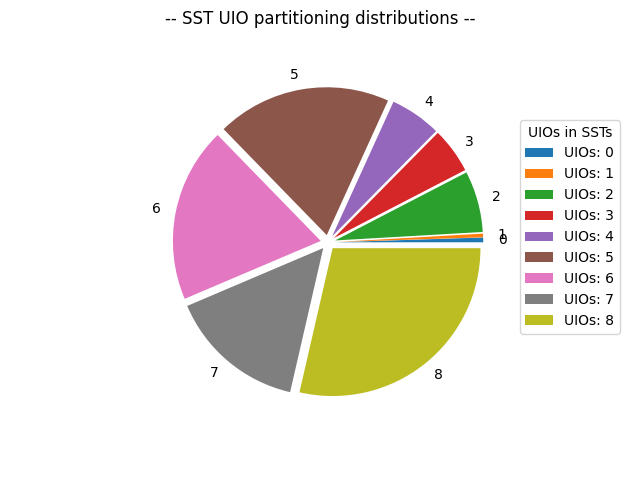 -- SST UIO partitioning distributions --
5
4
3
2
1
0
6
7
8
UIOs in SSTs
UIOs: 0
UIOs: 1
UIOs: 2
UIOs: 3
UIOs: 4
UIOs: 5
UIOs: 6
UIOs: 7
UIOs: 8